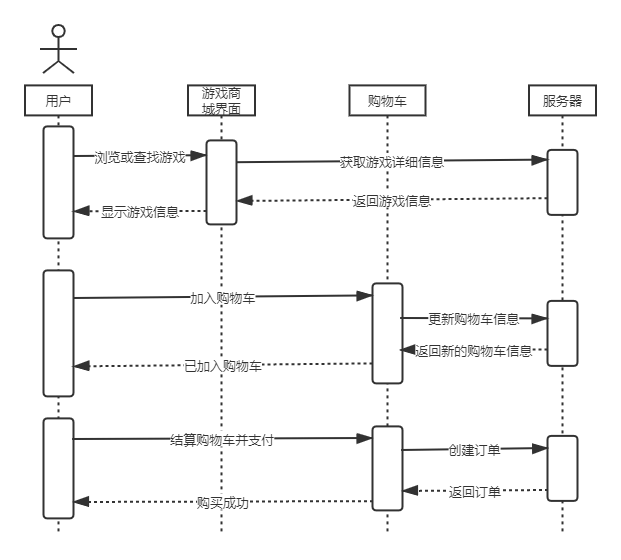 用户
游戏商
城界面
购物车
服务器
浏览或查找游戏
获取游戏详细信息
返回游戏信息
显示游戏信息
加入购物车
更新购物车信息
返回新的购物车信息
已加入购物车
结算购物车并支付
创建订单
返回订单
购买成功